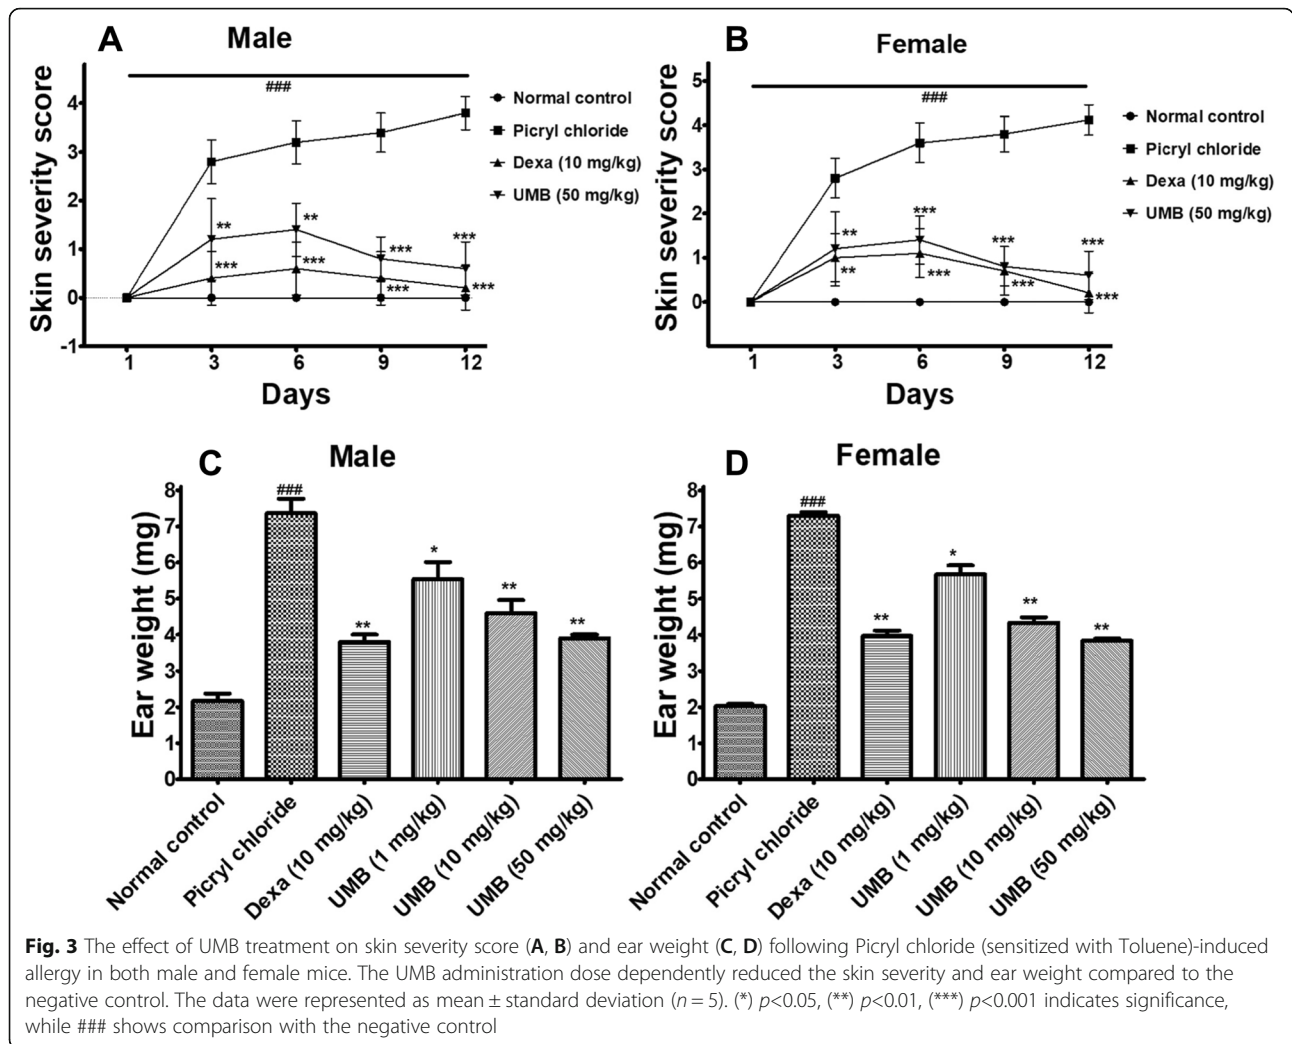 A
Male
###
4
3
2
1
0
-1
Skin severity score
**
**
***
***
***
***
***
***
1
3
6
9
12
Days
Normal control
Picryl chloride
Dexa (10 mg/kg)
UMB (50 mg/kg)
B
Female
###
5
4
3
2
1
0
Skin severity score
**
***
***
***
**
***
***
***
1
3
6
9
12
Days
Normal control
Picryl chloride
Dexa (10 mg/kg)
UMB (50 mg/kg)
C
Male
8
7
6
5
4
3
2
1
0
Ear weight (mg)
###
**
*
**
**
Normal control
Picryl chloride
Dexa (10 mg/kg)
UMB (1 mg/kg)
UMB (10 mg/kg)
UMB (50 mg/kg)
D
Female
8
7
6
5
4
3
2
1
0
Ear weight (mg)
###
**
*
**
**
Normal control
Picryl chloride
Dexa (10 mg/kg)
UMB (1 mg/kg)
UMB (10 mg/kg)
UMB (50 mg/kg)
Fig. 3 The effect of UMB treatment on skin severity score (A, B) and ear weight (C, D) following Picryl chloride (sensitized with Toluene)-induced
allergy in both male and female mice. The UMB administration dose dependently reduced the skin severity and ear weight compared to the
negative control. The data were represented as mean ± standard deviation (n = 5). (*) p<0.05, (**) p<0.01, (***) p<0.001 indicates significance,
while ### shows comparison with the negative control